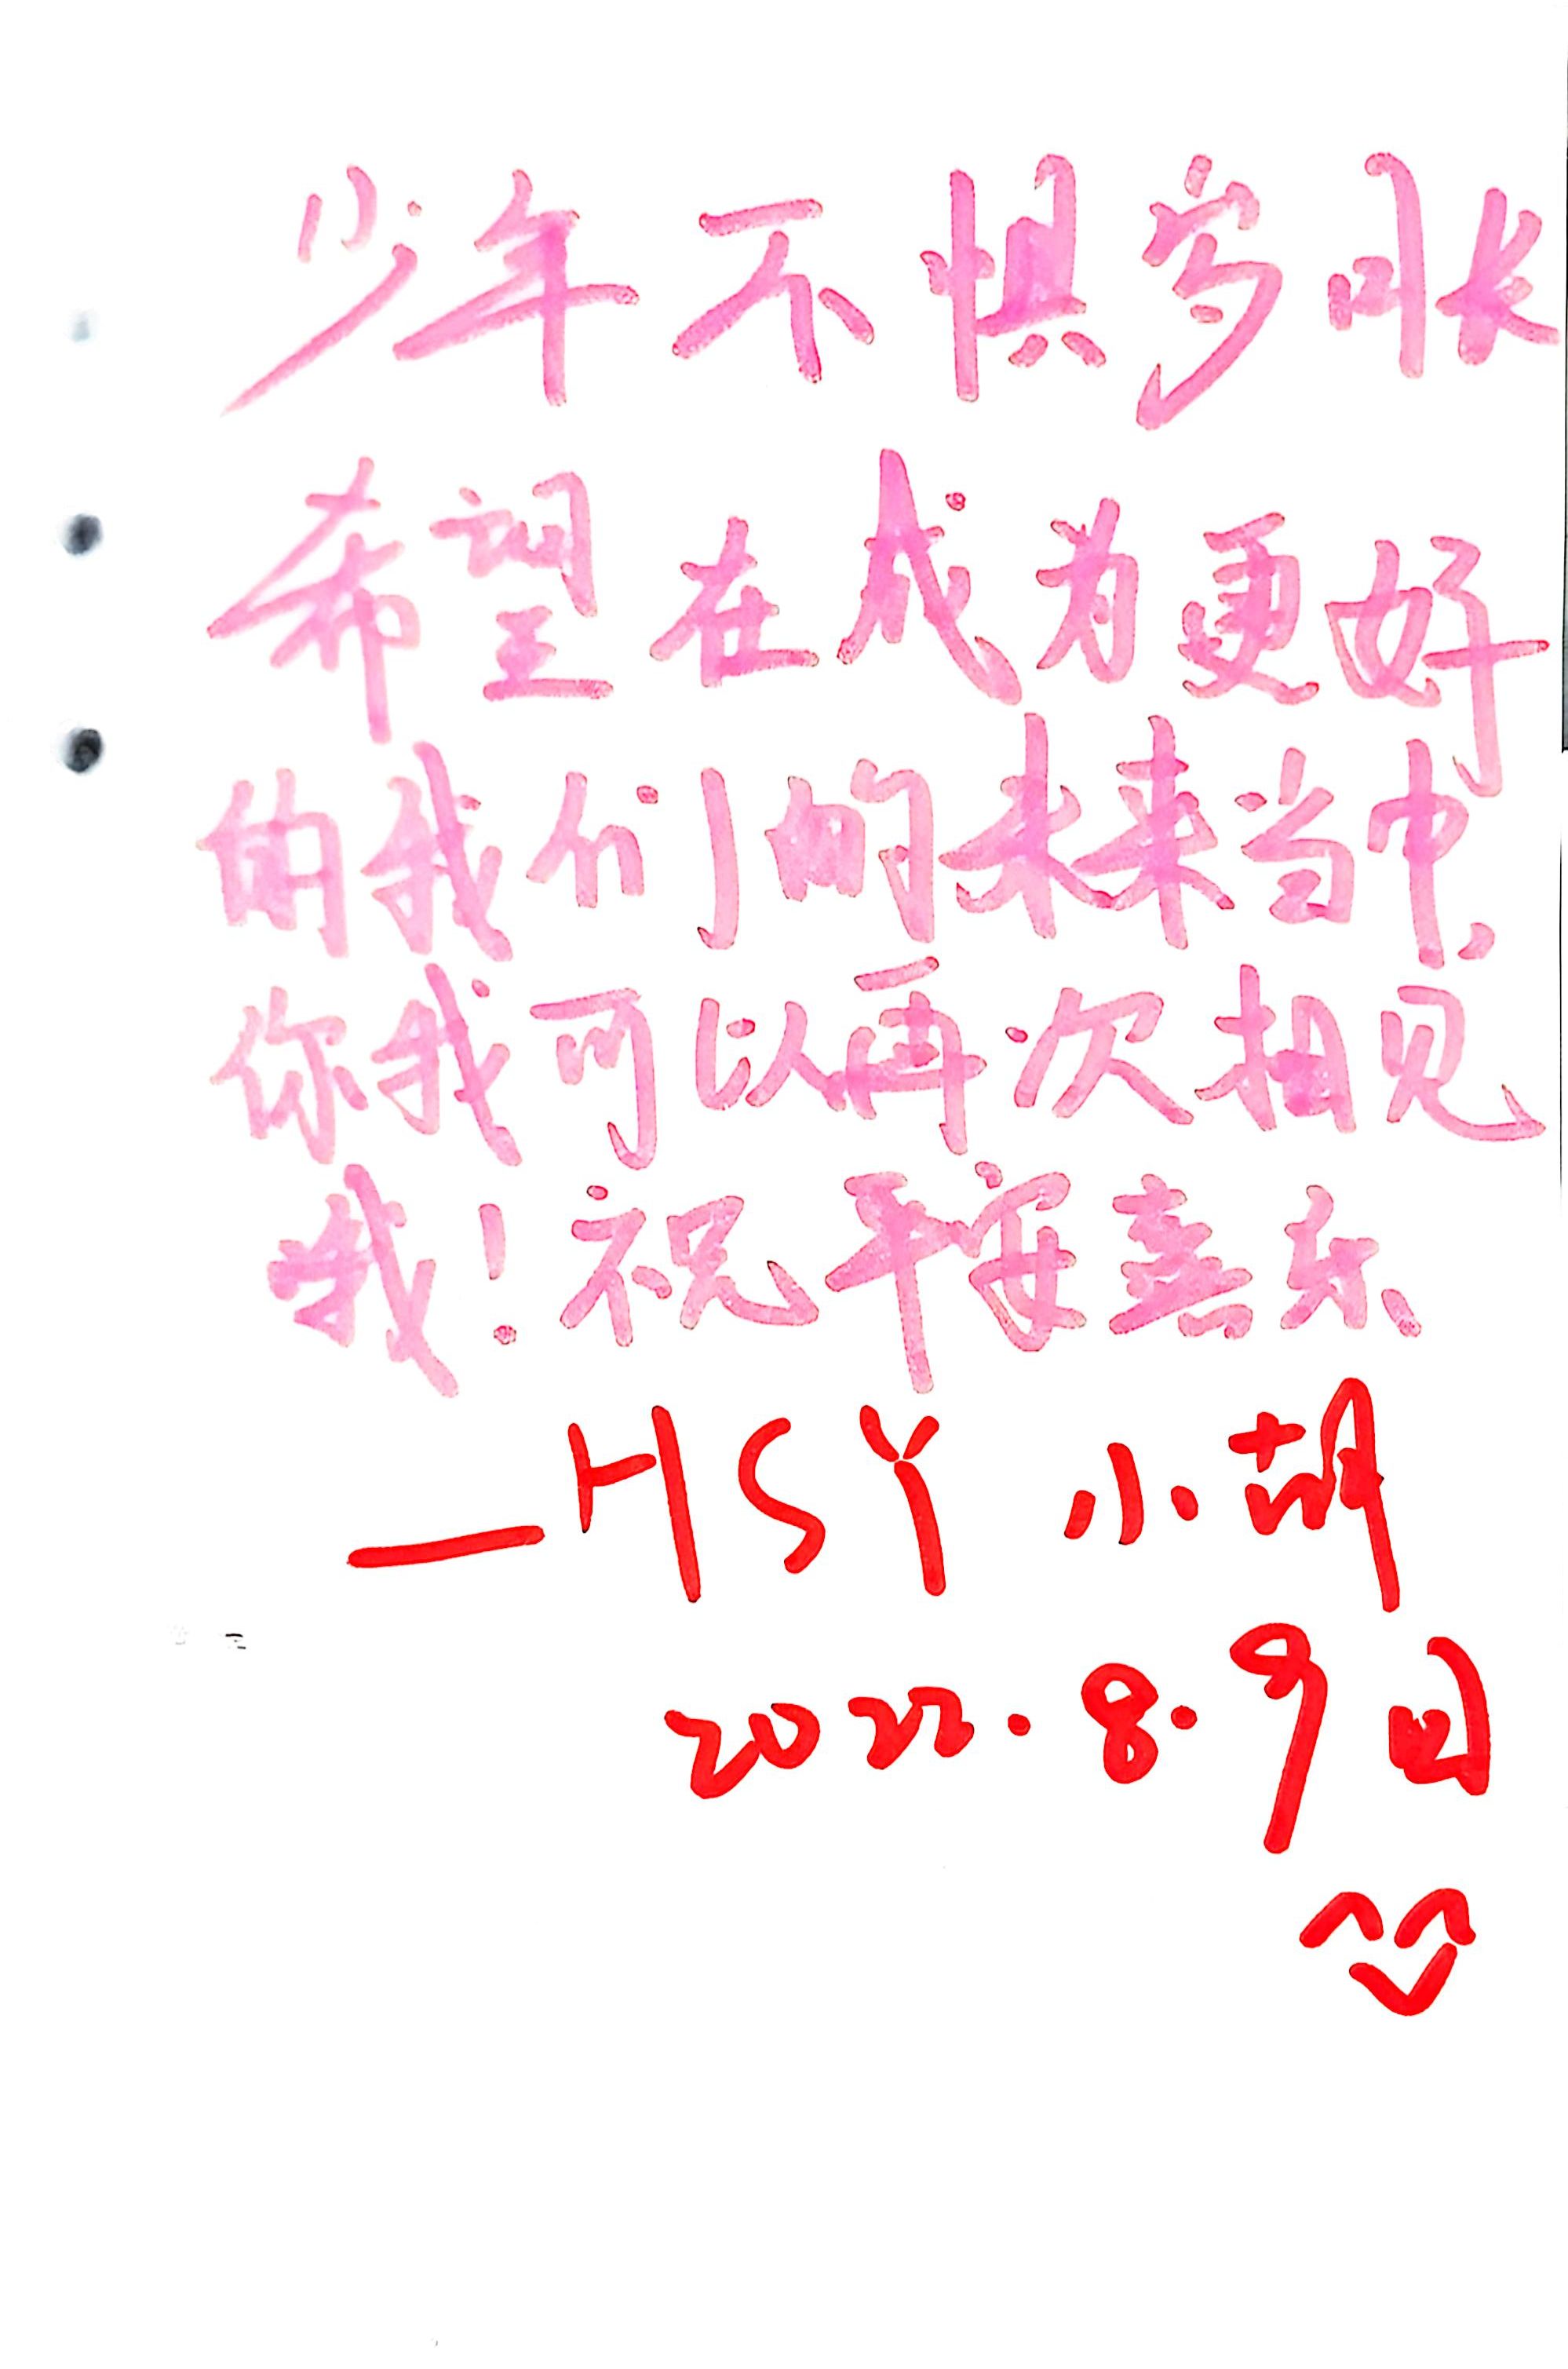 少年不惧岁月长
希望在成为更好
的我们的未来当中,
你我可以再次相见
哦!祝平安喜乐.
—HSY 小胡
2022.8.9日